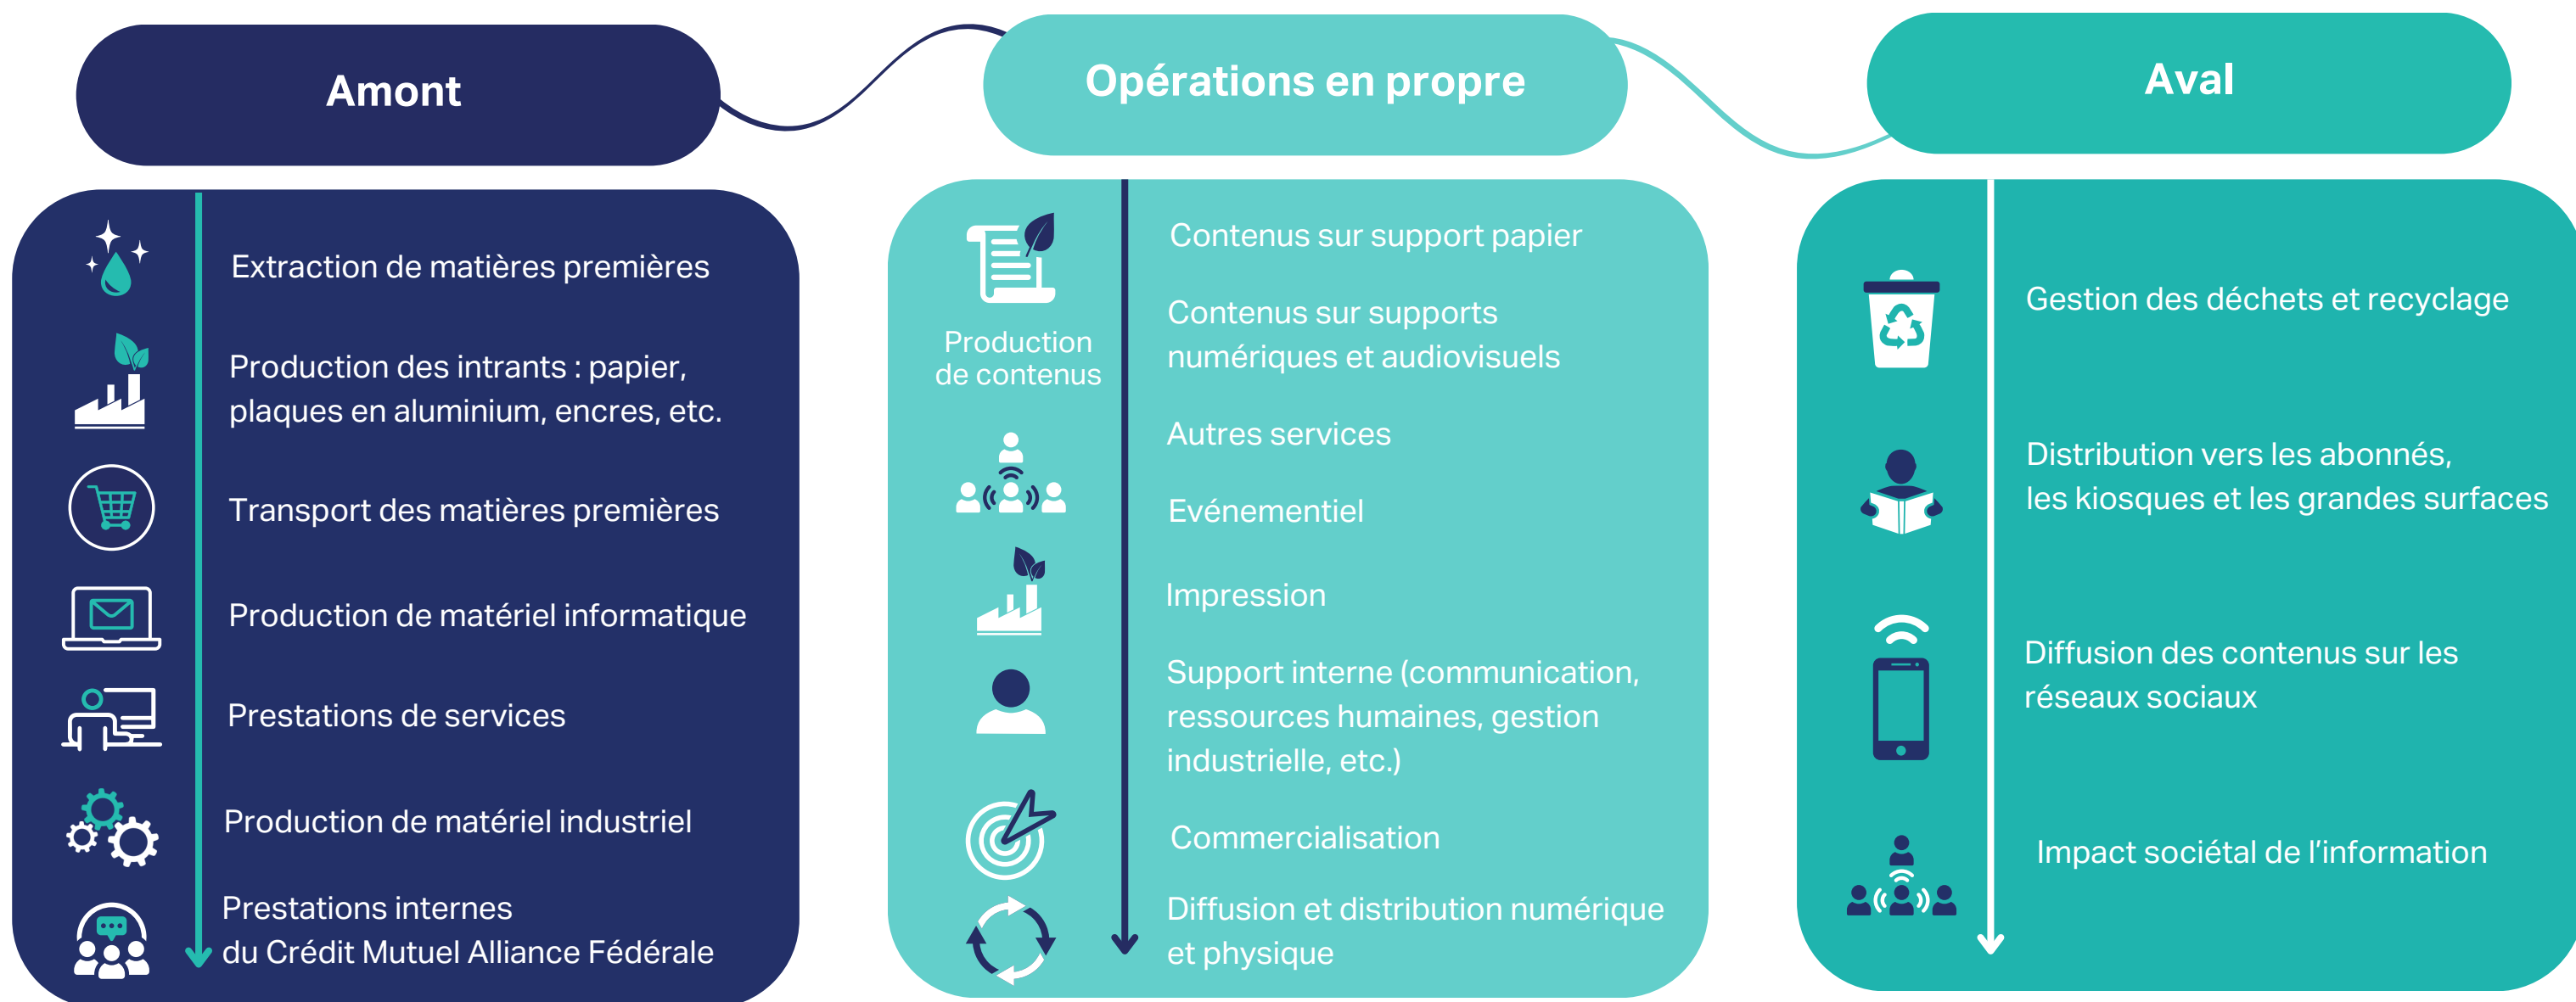 Amont
Extraction de matières premières
Production des intrants : papier,
plaques en aluminium, encres, etc.
Transport des matières premières
Production de matériel informatique
Prestations de services
Production de matériel industriel
Prestations internes
du Crédit Mutuel Alliance Fédérale
Opérations en propre
Production
de contenus
Contenus sur support papier
Contenus sur supports
numériques et audiovisuels
Autres services
Evénementiel
Impression
Support interne (communication,
ressources humaines, gestion
industrielle, etc.)
Commercialisation
Diffusion et distribution numérique
et physique
Aval
Gestion des déchets et recyclage
Distribution vers les abonnés,
les kiosques et les grandes surfaces
Diffusion des contenus sur les
réseaux sociaux
Impact sociétal de l’information